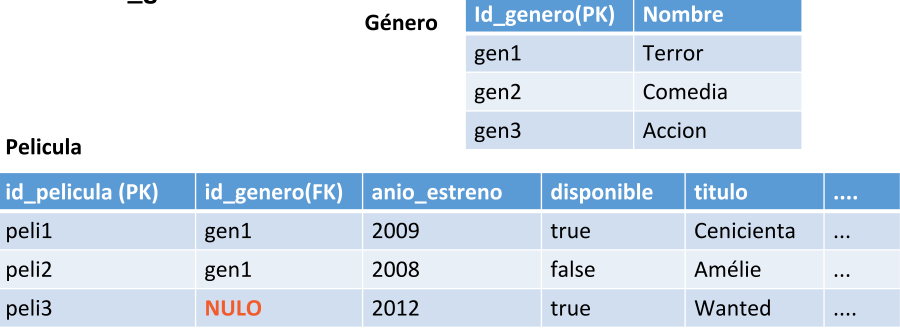 _g
Género
Id_genero(PK) Nombre
gen1 Terror
gen2 Comedia
gen3 Accion
Pelicula
id_pelicula (PK) id_genero(FK) anio_estreno disponible titulo ....
peli1 gen1 2009 true Cenicienta ...
peli2 gen1 2008 false Amélie ...
peli3 NULO 2012 true Wanted ....